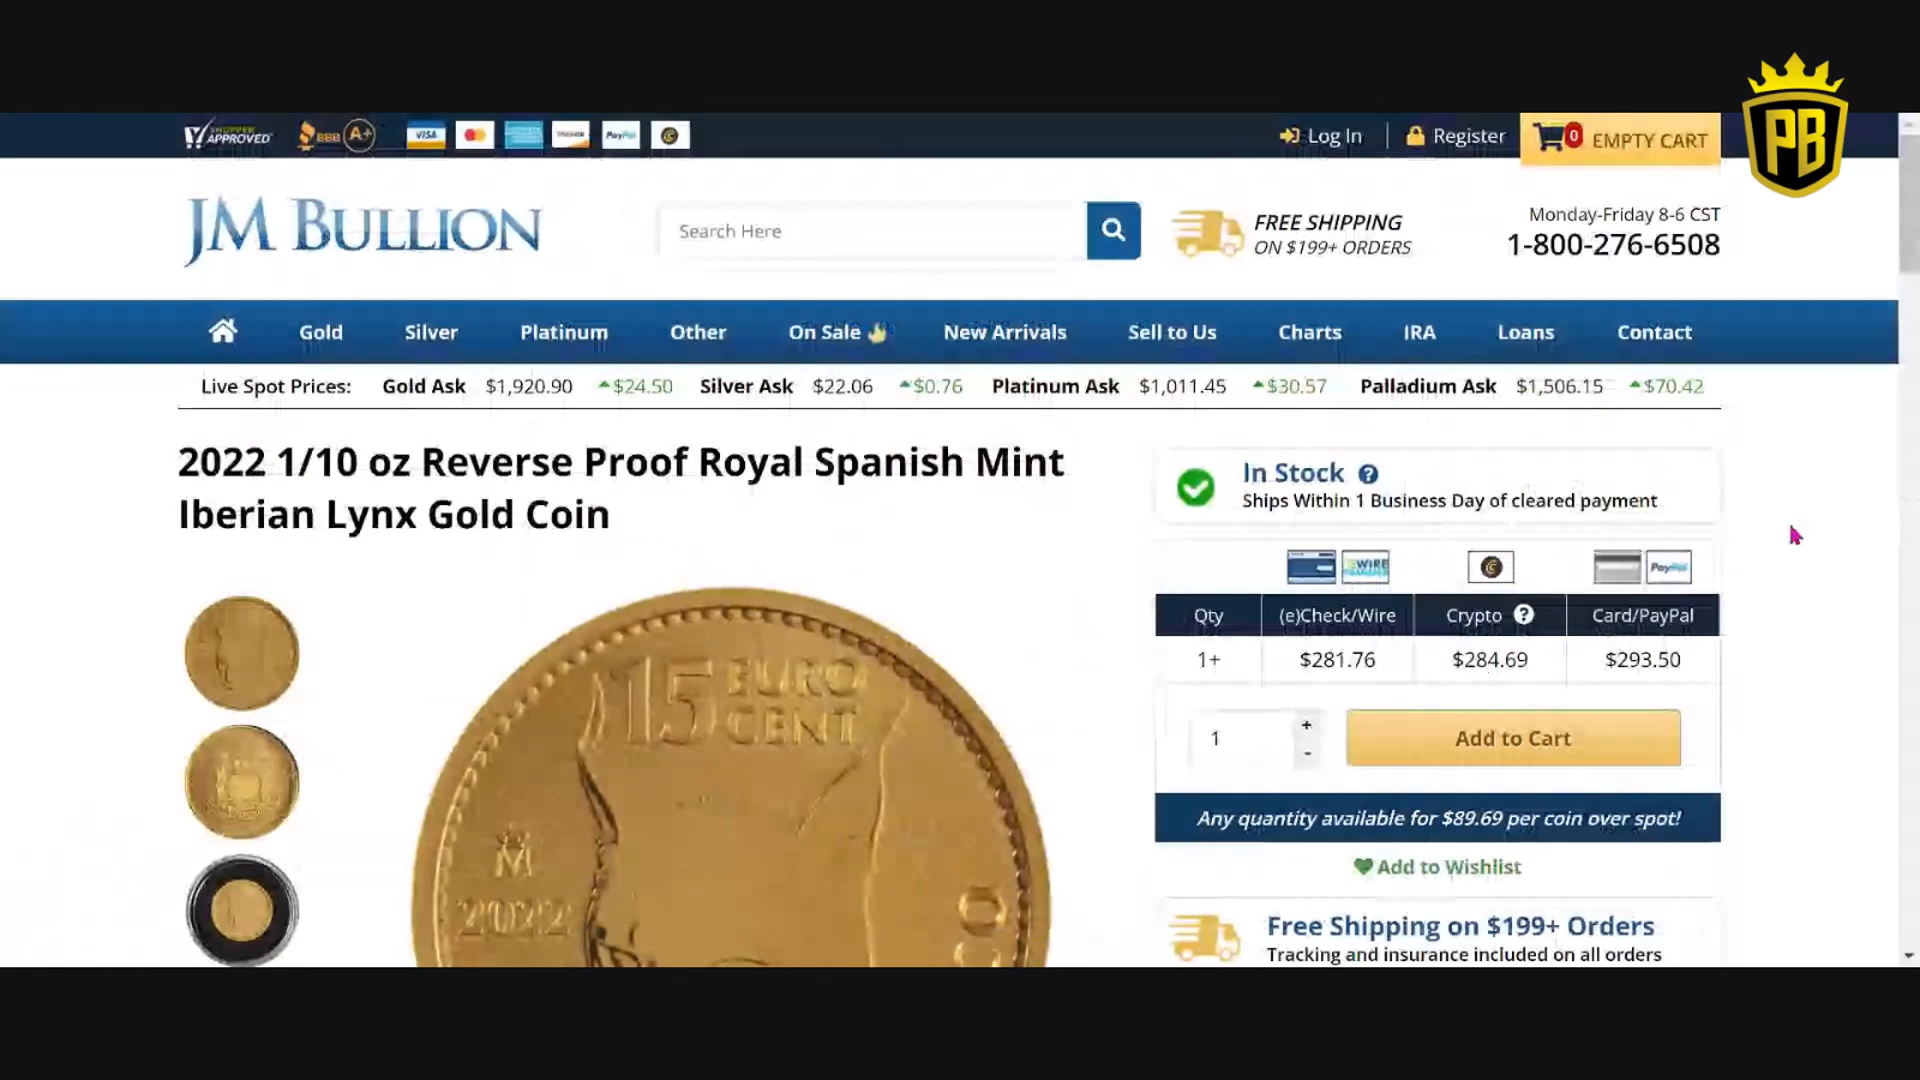 SHOPPER APPROVED
BBB A+
VISA
DISCOVER
PayPal
Log In
Register
0 EMPTY CART
PB
JM BULLION
Search Here
FREE SHIPPING
ON $199+ ORDERS
Monday-Friday 8-6 CST
1-800-276-6508
Gold Silver Platinum Other On Sale New Arrivals Sell to Us Charts IRA Loans Contact
Live Spot Prices: Gold Ask $1,920.90 $24.50 Silver Ask $22.06 $0.76 Platinum Ask $1,011.45 $30.57 Palladium Ask $1,506.15 $70.42
2022 1/10 oz Reverse Proof Royal Spanish Mint
Iberian Lynx Gold Coin
15 EURO
CENT
M
2022
In Stock ?
Ships Within 1 Business Day of cleared payment
WIRE
PayPal
Qty (e)Check/Wire Crypto ? Card/PayPal
1+ $281.76 $284.69 $293.50
1 + -
Add to Cart
Any quantity available for $89.69 per coin over spot!
Add to Wishlist
Free Shipping on $199+ Orders
Tracking and insurance included on all orders